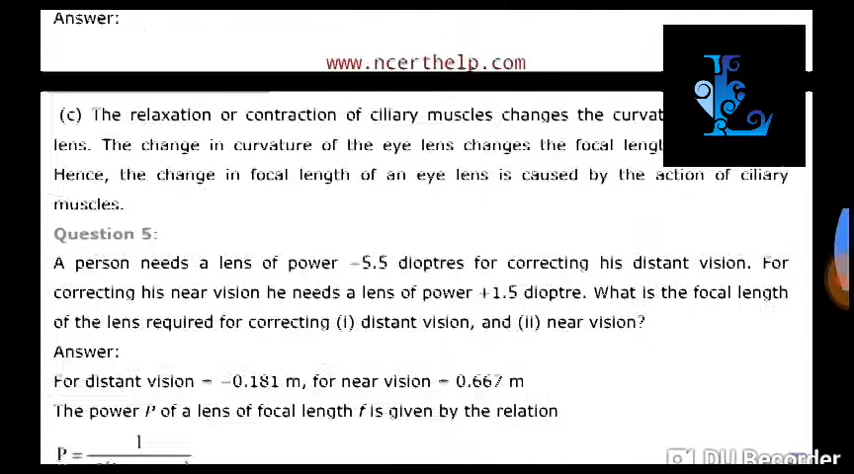 Answer:
www.ncerthelp.com
(c) The relaxation or contraction of ciliary muscles changes the
lens. The change in curvature of the eye lens changes the focal
Hence, the change in focal length of an eye lens is caused by the action of ciliary
muscles.
Question 5:
A person needs a lens of power −5.5 dioptres for correcting his distant vision. For
correcting his near vision he needs a lens of power +1.5 dioptre. What is the focal length
of the lens required for correcting (i) distant vision, and (ii) near vision?
Answer:
For distant vision = −0.181 m, for near vision = 0.667 m
The power P of a lens of focal length f is given by the relation
P = 1
DU Recorder